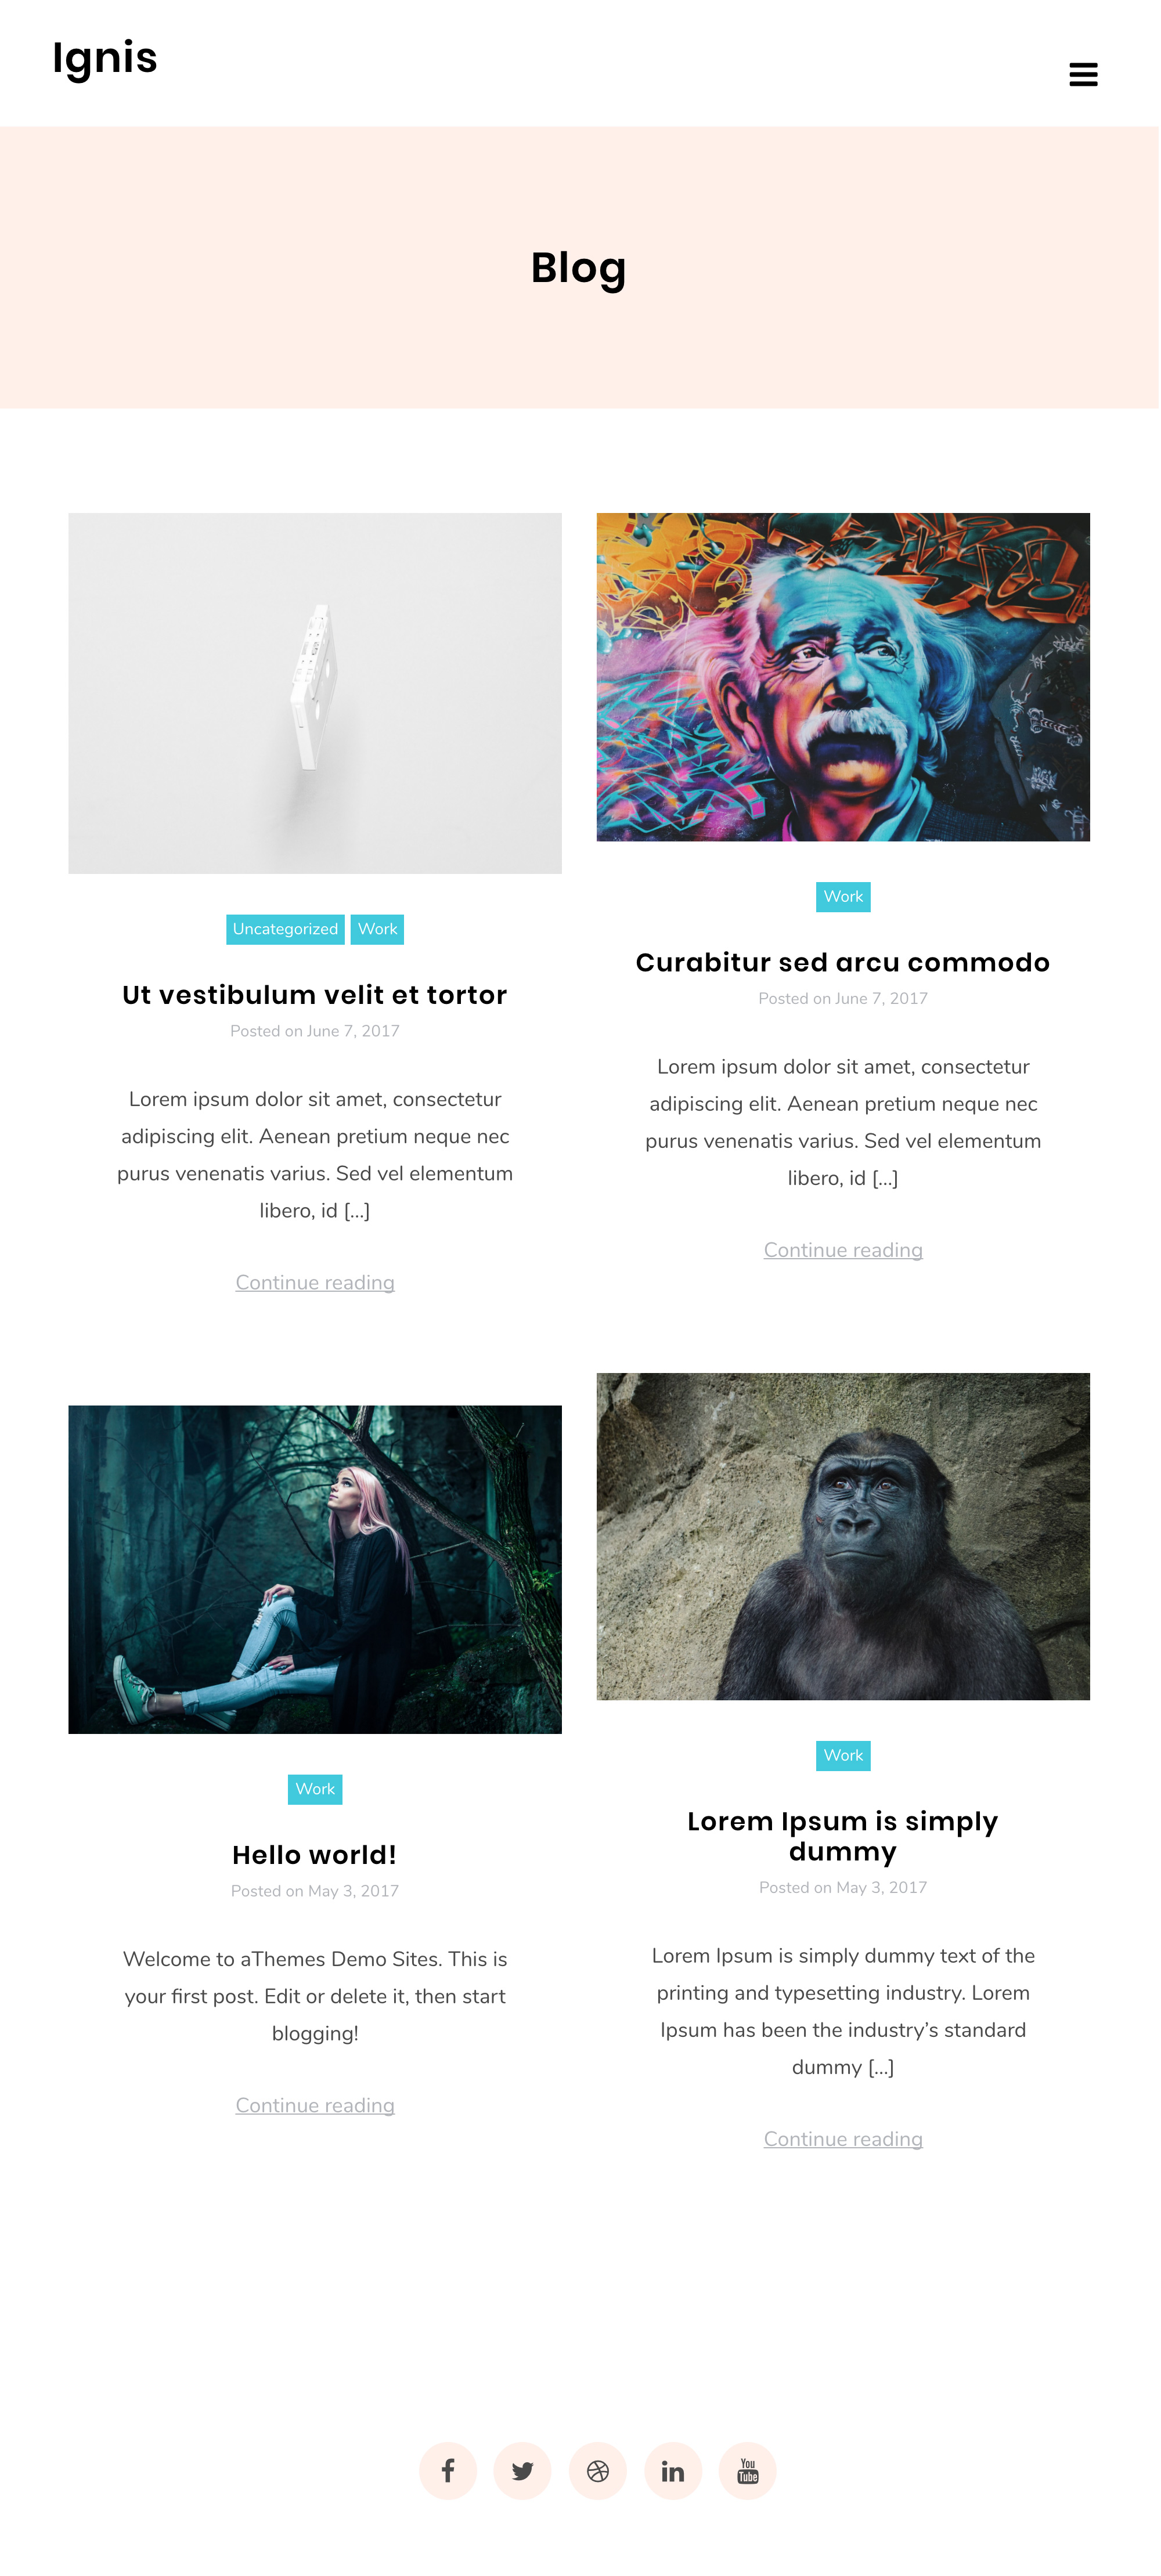 Ignis
Blog
Uncategorized Work
Ut vestibulum velit et tortor
Posted on June 7, 2017
Lorem ipsum dolor sit amet, consectetur
adipiscing elit. Aenean pretium neque nec
purus venenatis varius. Sed vel elementum
libero, id [...]
Continue reading
Work
Curabitur sed arcu commodo
Posted on June 7, 2017
Lorem ipsum dolor sit amet, consectetur
adipiscing elit. Aenean pretium neque nec
purus venenatis varius. Sed vel elementum
libero, id [...]
Continue reading
Work
Hello world!
Posted on May 3, 2017
Welcome to aThemes Demo Sites. This is
your first post. Edit or delete it, then start
blogging!
Continue reading
Work
Lorem Ipsum is simply
dummy
Posted on May 3, 2017
Lorem Ipsum is simply dummy text of the
printing and typesetting industry. Lorem
Ipsum has been the industry’s standard
dummy [...]
Continue reading
You
Tube